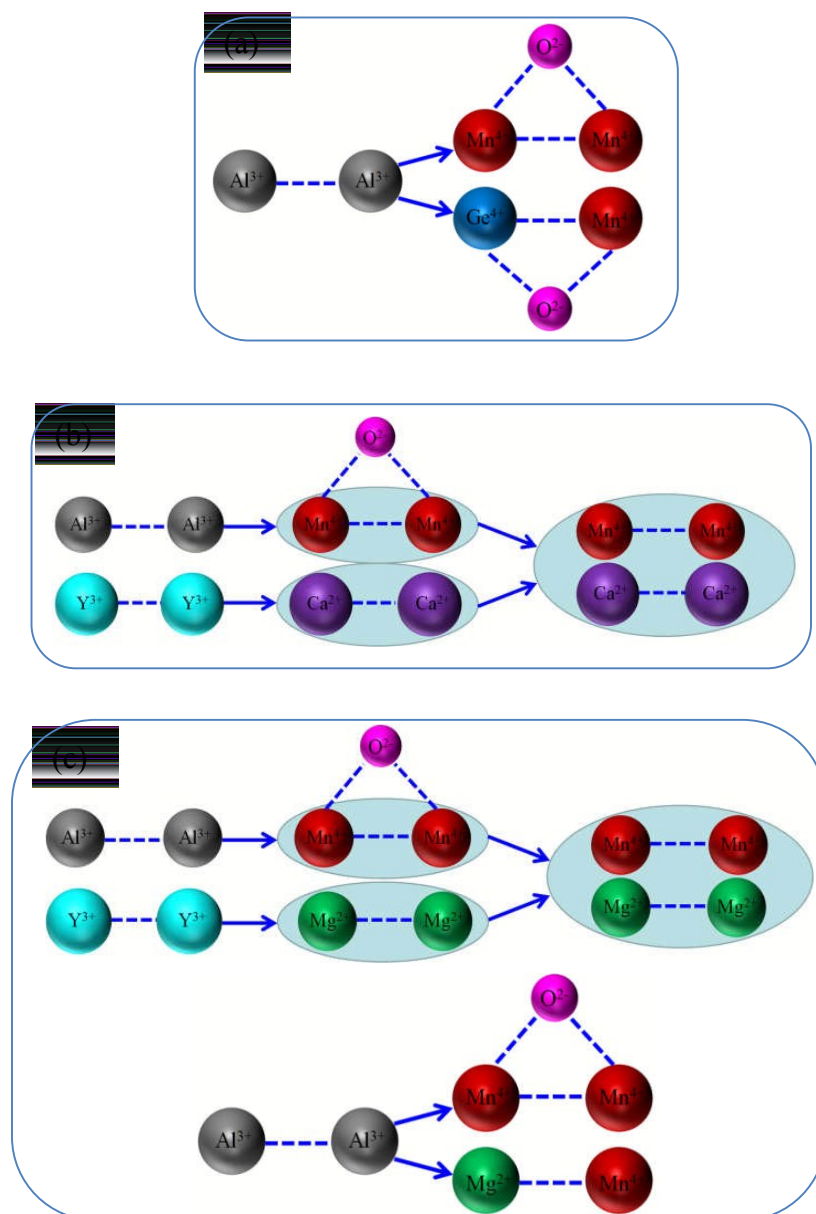 (a)
O²⁻
Mn⁴⁺ Mn⁴⁺
Al³⁺ Al³⁺
Ge⁴⁺ Mn⁴⁺
O²⁻
(b)
O²⁻
Al³⁺ Al³⁺ Mn⁴⁺ Mn⁴⁺ Mn⁴⁺ Mn⁴⁺
Y³⁺ Y³⁺ Ca²⁺ Ca²⁺ Ca²⁺ Ca²⁺
(c)
O²⁻
Al³⁺ Al³⁺ Mn⁴⁺ Mn⁴⁺ Mn⁴⁺ Mn⁴⁺
Y³⁺ Y³⁺ Mg²⁺ Mg²⁺ Mg²⁺ Mg²⁺
O²⁻
Mn⁴⁺ Mn⁴⁺
Al³⁺ Al³⁺
Mg²⁺ Mn⁴⁺